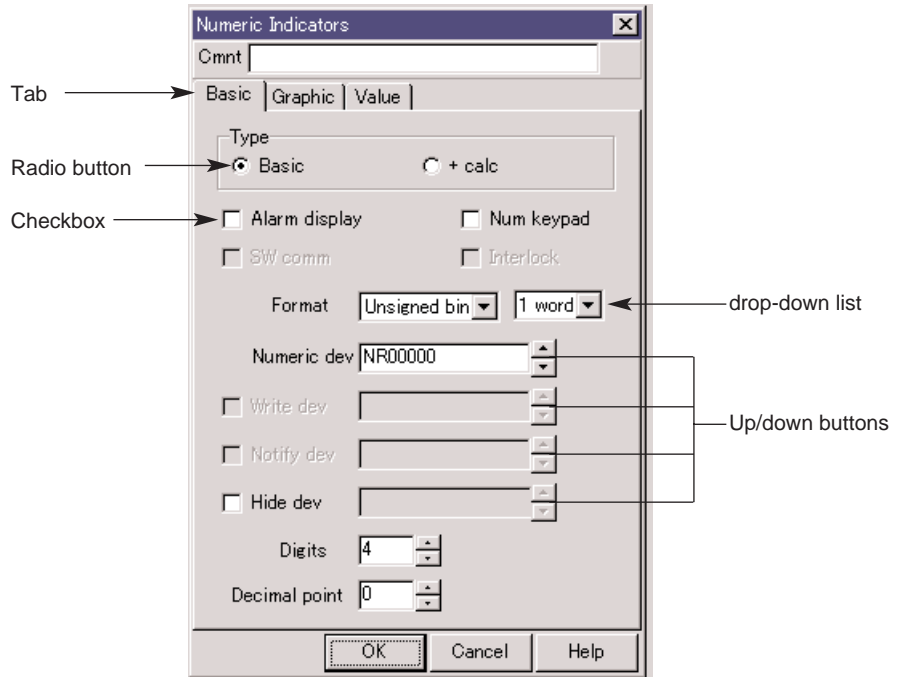 Numeric Indicators
Cmnt
Tab
Basic Graphic Value
Type
Radio button
Basic + calc
Checkbox
Alarm display Num keypad
SW comm Interlock
Format Unsigned bin 1 word
drop-down list
Numeric dev NR00000
Write dev
Up/down buttons
Notify dev
Hide dev
Digits 4
Decimal point 0
OK Cancel Help